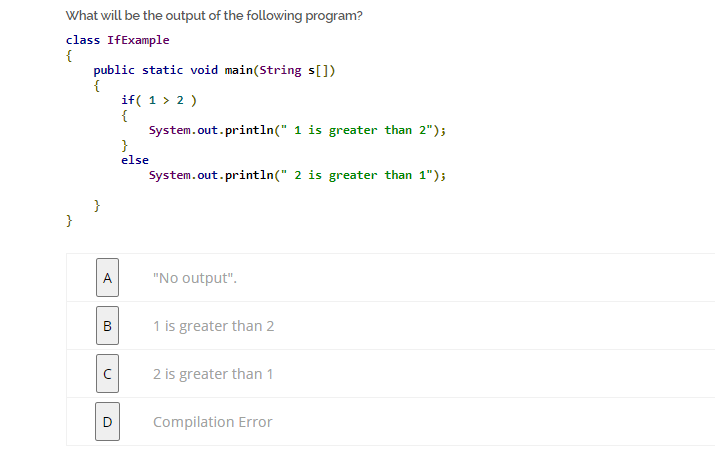 What will be the output of the following program?
class IfExample
{
public static void main(String s[])
{
if( 1 > 2 )
{
System.out.println(" 1 is greater than 2");
}
else
System.out.println(" 2 is greater than 1");
}
}
A "No output".
B 1 is greater than 2
C 2 is greater than 1
D Compilation Error